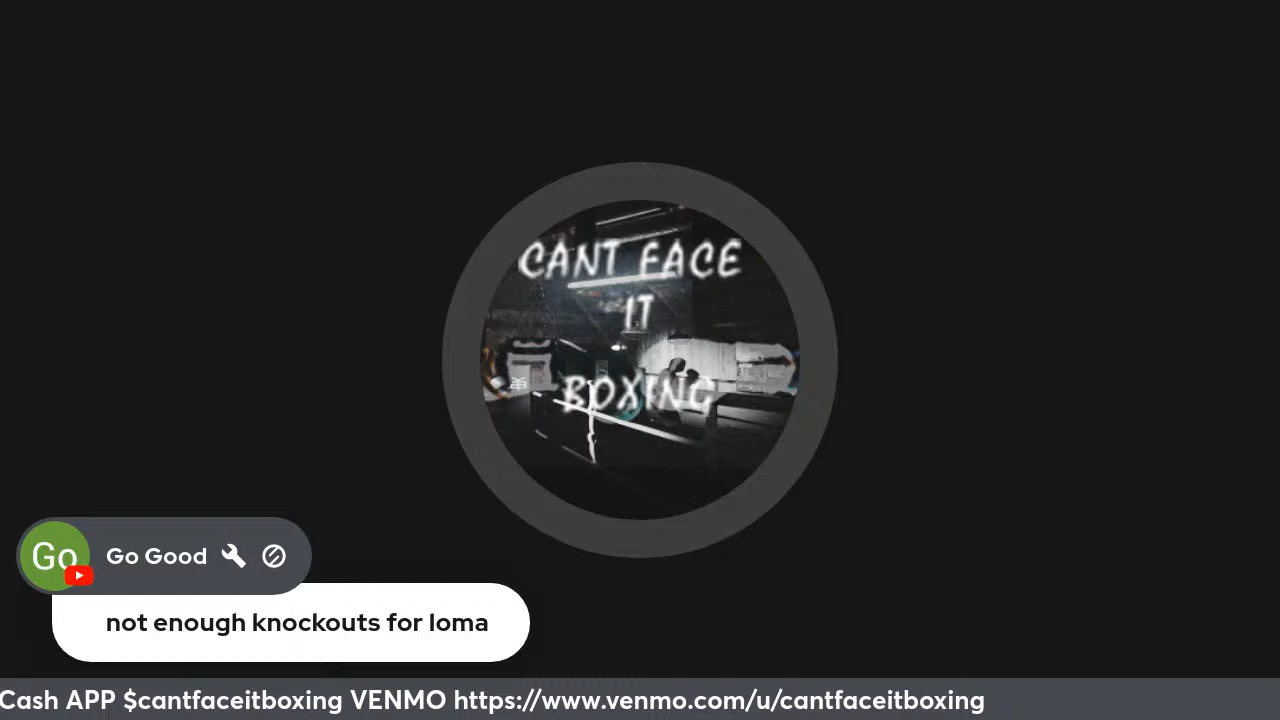 CANT FACE
IT
BOXING
Go Go Good
not enough knockouts for loma
Cash APP $cantfaceitboxing VENMO https://www.venmo.com/u/cantfaceitboxing